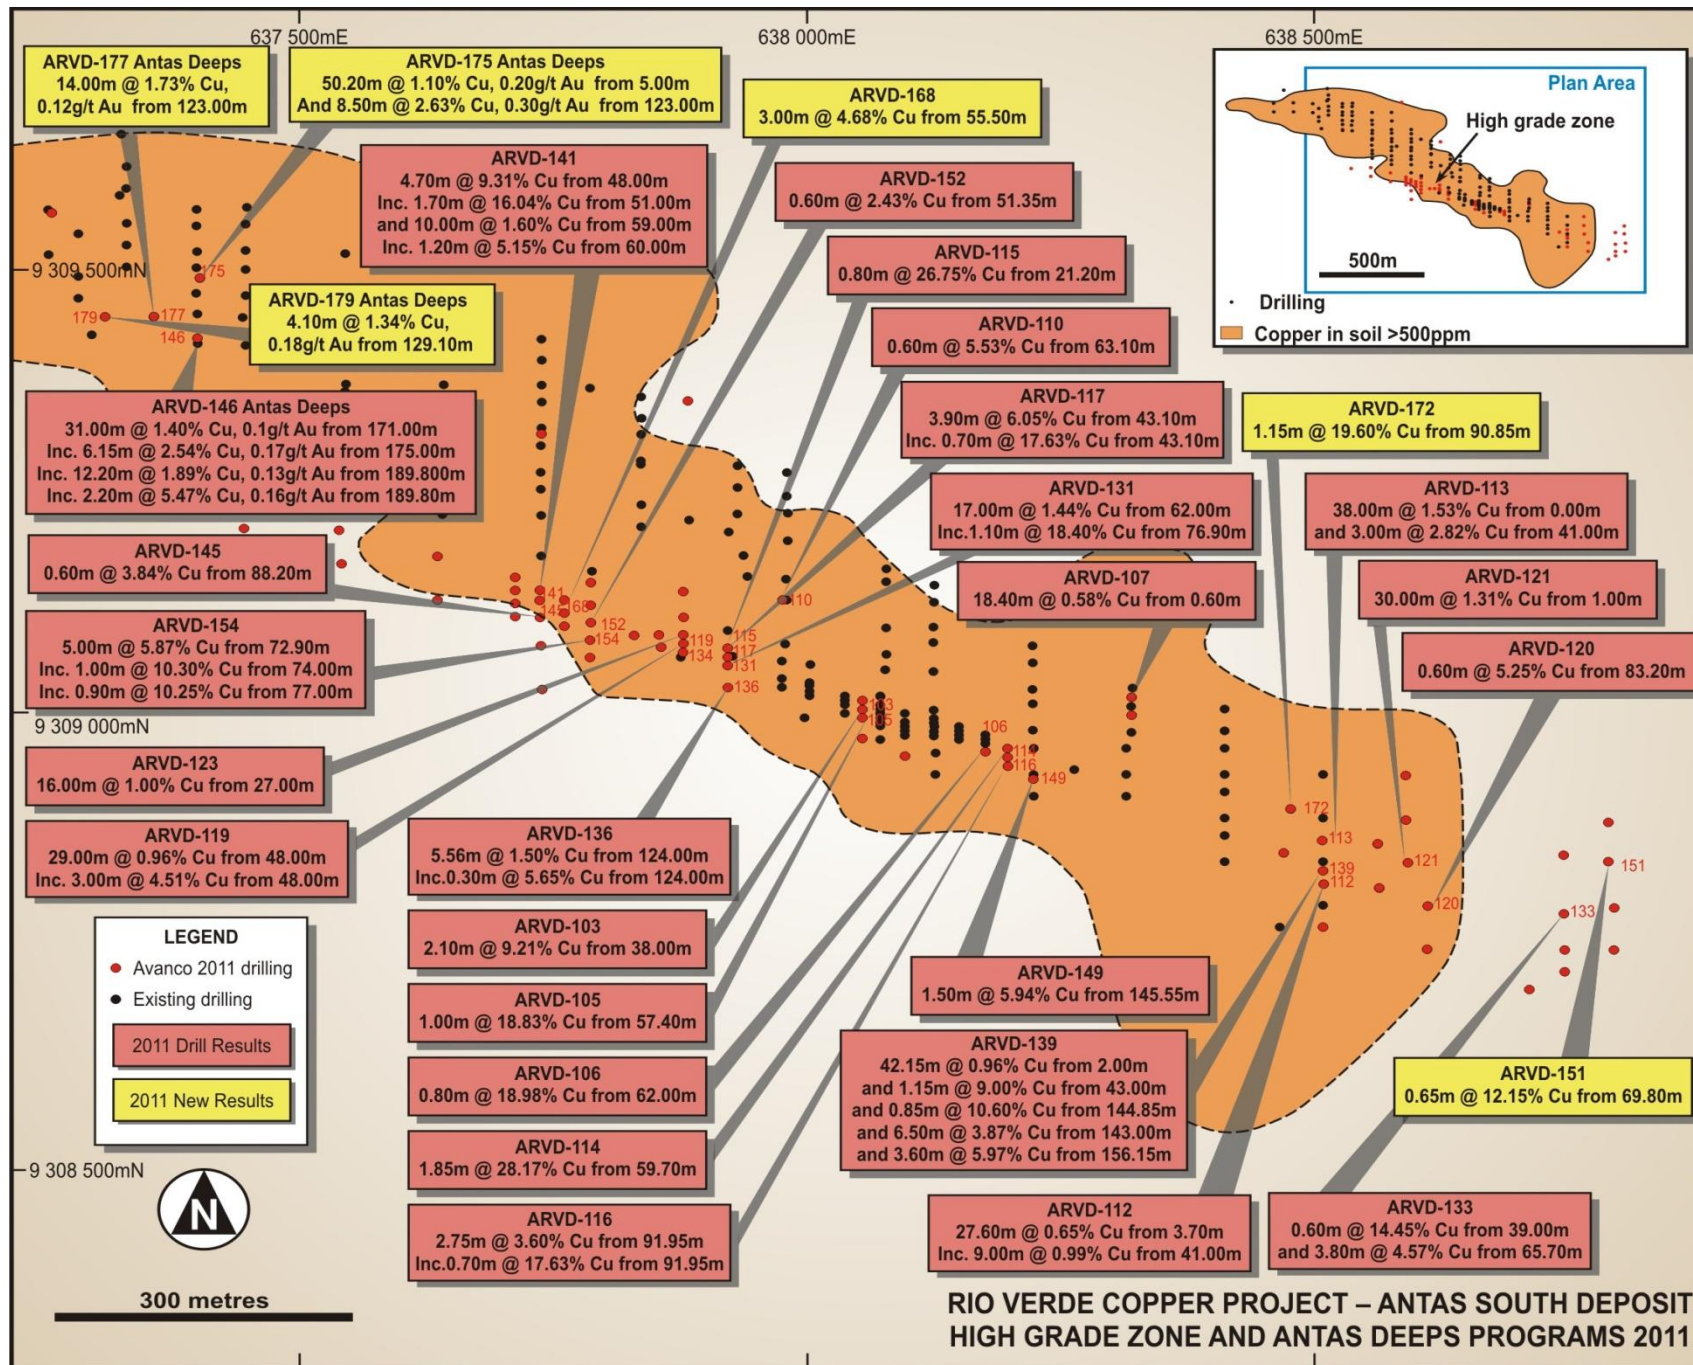 637 500mE
638 000mE
638 500mE
ARVD-177 Antas Deeps
14.00m @ 1.73% Cu,
0.12g/t Au from 123.00m
ARVD-175 Antas Deeps
50.20m @ 1.10% Cu, 0.20g/t Au from 5.00m
And 8.50m @ 2.63% Cu, 0.30g/t Au from 123.00m
ARVD-168
3.00m @ 4.68% Cu from 55.50m
Plan Area
High grade zone
500m
Drilling
Copper in soil >500ppm
ARVD-141
4.70m @ 9.31% Cu from 48.00m
Inc. 1.70m @ 16.04% Cu from 51.00m
and 10.00m @ 1.60% Cu from 59.00m
Inc. 1.20m @ 5.15% Cu from 60.00m
ARVD-152
0.60m @ 2.43% Cu from 51.35m
ARVD-115
0.80m @ 26.75% Cu from 21.20m
9 309 500mN
175
179
177
146
ARVD-179 Antas Deeps
4.10m @ 1.34% Cu,
0.18g/t Au from 129.10m
ARVD-110
0.60m @ 5.53% Cu from 63.10m
ARVD-146 Antas Deeps
31.00m @ 1.40% Cu, 0.1g/t Au from 171.00m
Inc. 6.15m @ 2.54% Cu, 0.17g/t Au from 175.00m
Inc. 12.20m @ 1.89% Cu, 0.13g/t Au from 189.800m
Inc. 2.20m @ 5.47% Cu, 0.16g/t Au from 189.80m
ARVD-117
3.90m @ 6.05% Cu from 43.10m
Inc. 0.70m @ 17.63% Cu from 43.10m
ARVD-172
1.15m @ 19.60% Cu from 90.85m
ARVD-131
17.00m @ 1.44% Cu from 62.00m
Inc.1.10m @ 18.40% Cu from 76.90m
ARVD-113
38.00m @ 1.53% Cu from 0.00m
and 3.00m @ 2.82% Cu from 41.00m
ARVD-145
0.60m @ 3.84% Cu from 88.20m
ARVD-107
18.40m @ 0.58% Cu from 0.60m
ARVD-121
30.00m @ 1.31% Cu from 1.00m
141
145
168
152
154
110
119
134
115
117
131
136
ARVD-154
5.00m @ 5.87% Cu from 72.90m
Inc. 1.00m @ 10.30% Cu from 74.00m
Inc. 0.90m @ 10.25% Cu from 77.00m
ARVD-120
0.60m @ 5.25% Cu from 83.20m
9 309 000mN
103
105
106
114
116
149
ARVD-123
16.00m @ 1.00% Cu from 27.00m
172
113
139
112
121
120
151
133
ARVD-119
29.00m @ 0.96% Cu from 48.00m
Inc. 3.00m @ 4.51% Cu from 48.00m
ARVD-136
5.56m @ 1.50% Cu from 124.00m
Inc.0.30m @ 5.65% Cu from 124.00m
ARVD-103
2.10m @ 9.21% Cu from 38.00m
LEGEND
Avanco 2011 drilling
Existing drilling
2011 Drill Results
2011 New Results
ARVD-105
1.00m @ 18.83% Cu from 57.40m
ARVD-149
1.50m @ 5.94% Cu from 145.55m
ARVD-106
0.80m @ 18.98% Cu from 62.00m
ARVD-139
42.15m @ 0.96% Cu from 2.00m
and 1.15m @ 9.00% Cu from 43.00m
and 0.85m @ 10.60% Cu from 144.85m
and 6.50m @ 3.87% Cu from 143.00m
and 3.60m @ 5.97% Cu from 156.15m
ARVD-151
0.65m @ 12.15% Cu from 69.80m
ARVD-114
1.85m @ 28.17% Cu from 59.70m
9 308 500mN
N
ARVD-116
2.75m @ 3.60% Cu from 91.95m
Inc.0.70m @ 17.63% Cu from 91.95m
ARVD-112
27.60m @ 0.65% Cu from 3.70m
Inc. 9.00m @ 0.99% Cu from 41.00m
ARVD-133
0.60m @ 14.45% Cu from 39.00m
and 3.80m @ 4.57% Cu from 65.70m
300 metres
RIO VERDE COPPER PROJECT – ANTAS SOUTH DEPOSIT
HIGH GRADE ZONE AND ANTAS DEEPS PROGRAMS 2011